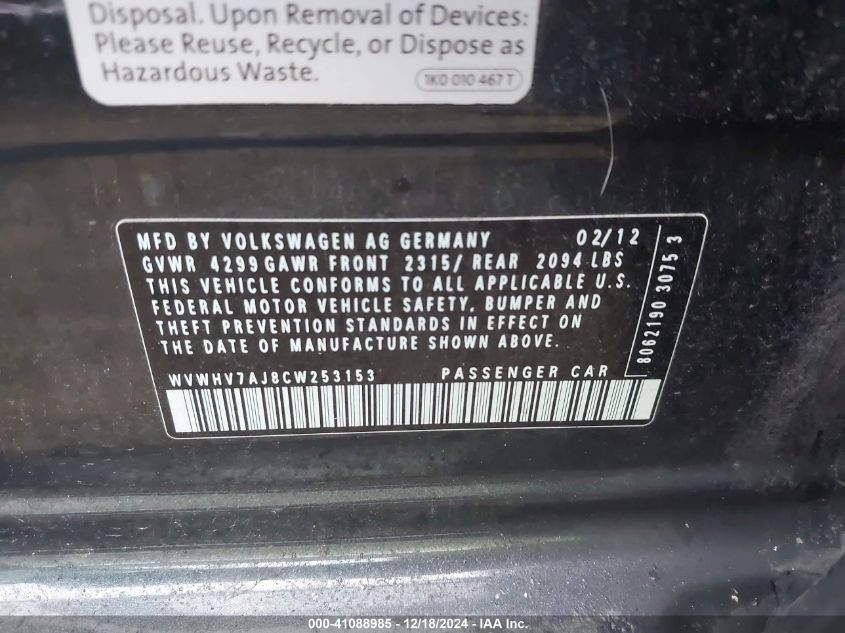 Disposal. Upon Removal of Devices:
Please Reuse, Recycle, or Dispose as
Hazardous Waste.
1K0 010 467 T
MFD BY VOLKSWAGEN AG GERMANY 02/12
GVWR 4299 GAWR FRONT 2315/ REAR 2094 LBS
THIS VEHICLE CONFORMS TO ALL APPLICABLE U.S.
FEDERAL MOTOR VEHICLE SAFETY, BUMPER AND
THEFT PREVENTION STANDARDS IN EFFECT ON
THE DATE OF MANUFACTURE SHOWN ABOVE.
WVWHV7AJ8CW253153 PASSENGER CAR
8062190 3075 3
000-41088985 - 12/18/2024 - IAA Inc.